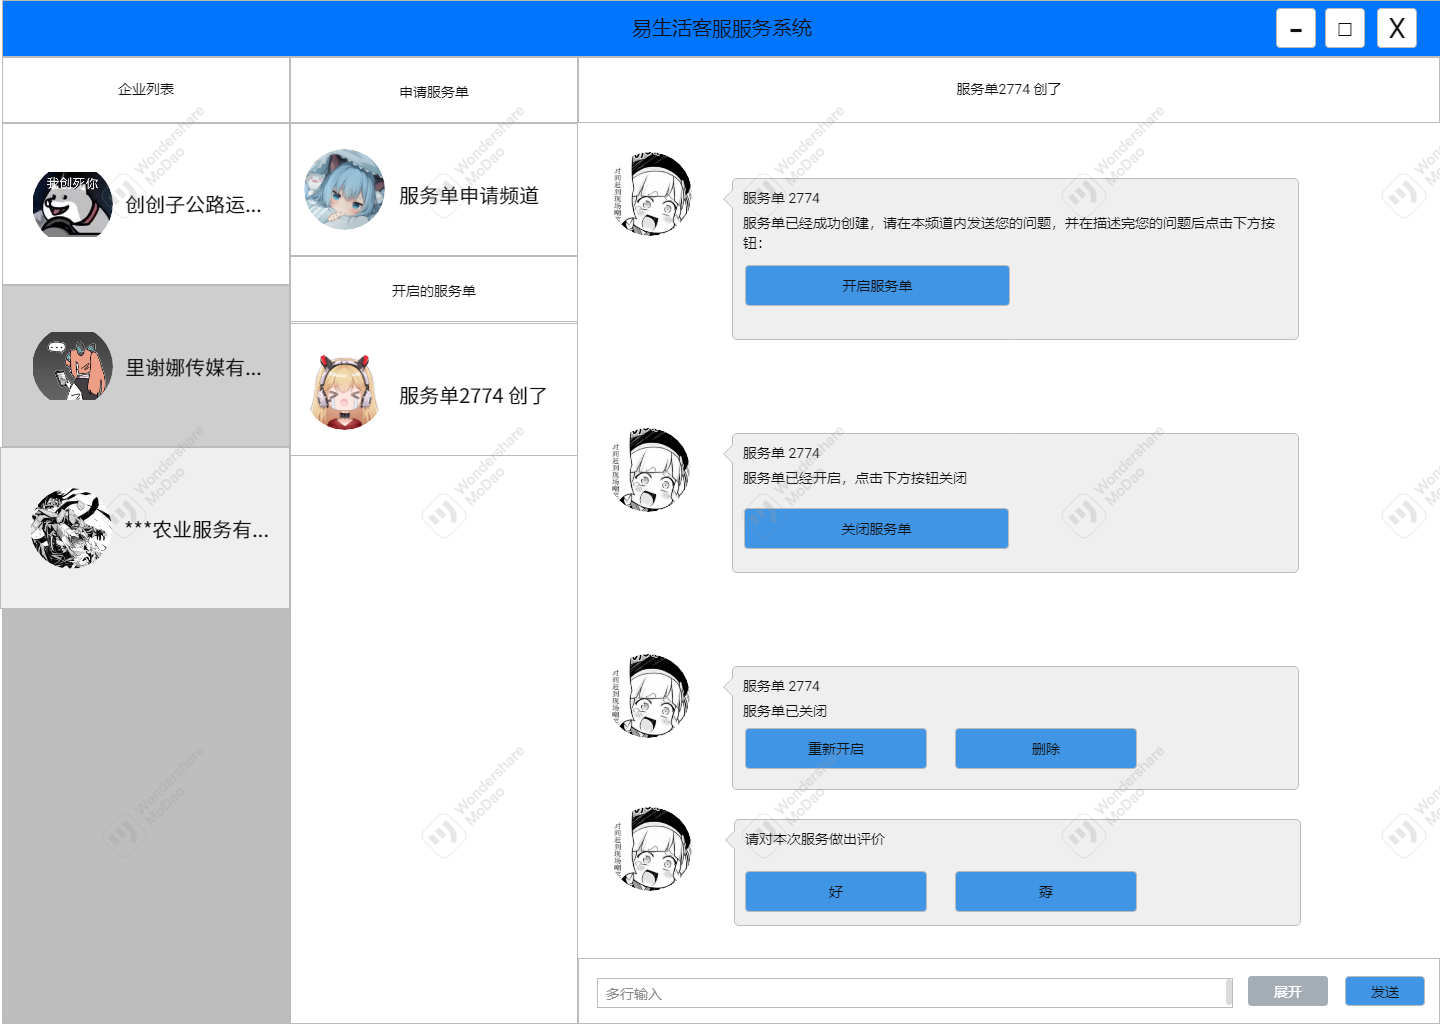 易生活客服服务系统
-
□
X
企业列表
申请服务单
服务单2774 创了
我创死你
创创子公路运...
里谢娜传媒有...
***农业服务有...
服务单申请频道
开启的服务单
服务单2774 创了
服务单 2774
服务单已经成功创建，请在本频道内发送您的问题，并在描述完您的问题后点击下方按
钮：
开启服务单
服务单 2774
服务单已经开启，点击下方按钮关闭
关闭服务单
服务单 2774
服务单已关闭
重新开启
删除
请对本次服务做出评价
好
孬
多行输入
展开
发送
Wondershare
MoDao